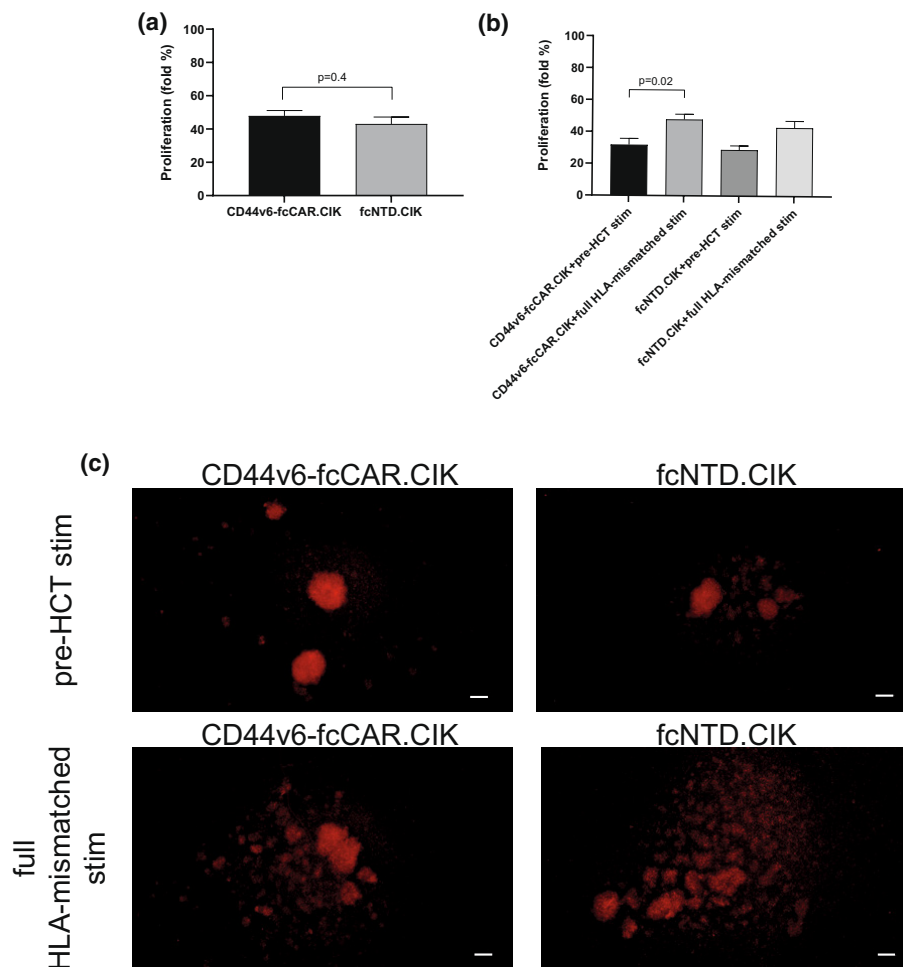 (a)
Proliferation (fold %)
100
80
60
40
20
0
p=0.4
CD44v6-fcCAR.CIK
fcNTD.CIK
(b)
Proliferation (fold %)
100
80
60
40
20
0
p=0.02
CD44v6-fcCAR.CIK+pre-HCT stim
CD44v6-fcCAR.CIK+full HLA-mismatched stim
fcNTD.CIK+pre-HCT stim
fcNTD.CIK+full HLA-mismatched stim
(c)
CD44v6-fcCAR.CIK
fcNTD.CIK
pre-HCT stim
CD44v6-fcCAR.CIK
fcNTD.CIK
full
HLA-mismatched
stim